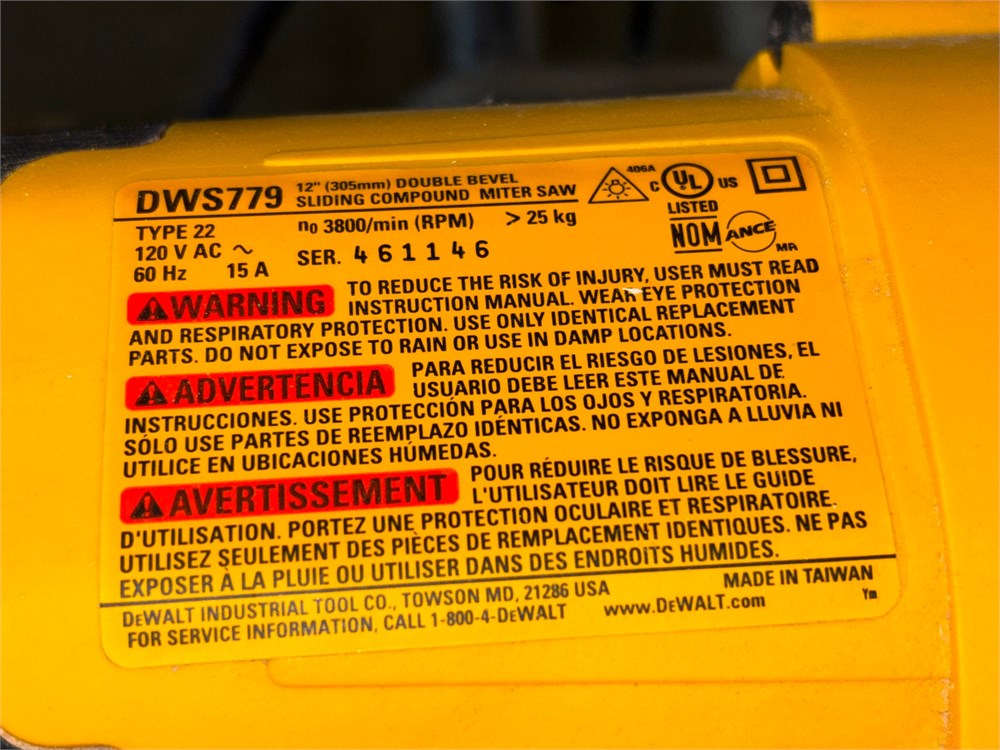 DWS779 12" (305mm) DOUBLE BEVEL
SLIDING COMPOUND MITER SAW
406A
C UL US
LISTED
TYPE 22 n0 3800/min (RPM) > 25 kg
120 V AC ~
60 Hz 15 A SER. 461146
NOM ANCE MR
WARNING TO REDUCE THE RISK OF INJURY, USER MUST READ
INSTRUCTION MANUAL. WEAR EYE PROTECTION
AND RESPIRATORY PROTECTION. USE ONLY IDENTICAL REPLACEMENT
PARTS. DO NOT EXPOSE TO RAIN OR USE IN DAMP LOCATIONS.
ADVERTENCIA PARA REDUCIR EL RIESGO DE LESIONES, EL
USUARIO DEBE LEER ESTE MANUAL DE
INSTRUCCIONES. USE PROTECCIÓN PARA LOS OJOS Y RESPIRATORIA.
SÓLO USE PARTES DE REEMPLAZO IDÉNTICAS. NO EXPONGA A LLUVIA NI
UTILICE EN UBICACIONES HÚMEDAS.
AVERTISSEMENT POUR RÉDUIRE LE RISQUE DE BLESSURE,
L'UTILISATEUR DOIT LIRE LE GUIDE
D'UTILISATION. PORTEZ UNE PROTECTION OCULAIRE ET RESPIRATOIRE.
UTILISEZ SEULEMENT DES PIÈCES DE REMPLACEMENT IDENTIQUES. NE PAS
EXPOSER À LA PLUIE OU UTILISER DANS DES ENDROITS HUMIDES.
DEWALT INDUSTRIAL TOOL CO., TOWSON MD, 21286 USA MADE IN TAIWAN
FOR SERVICE INFORMATION, CALL 1-800-4-DEWALT www.DEWALT.com